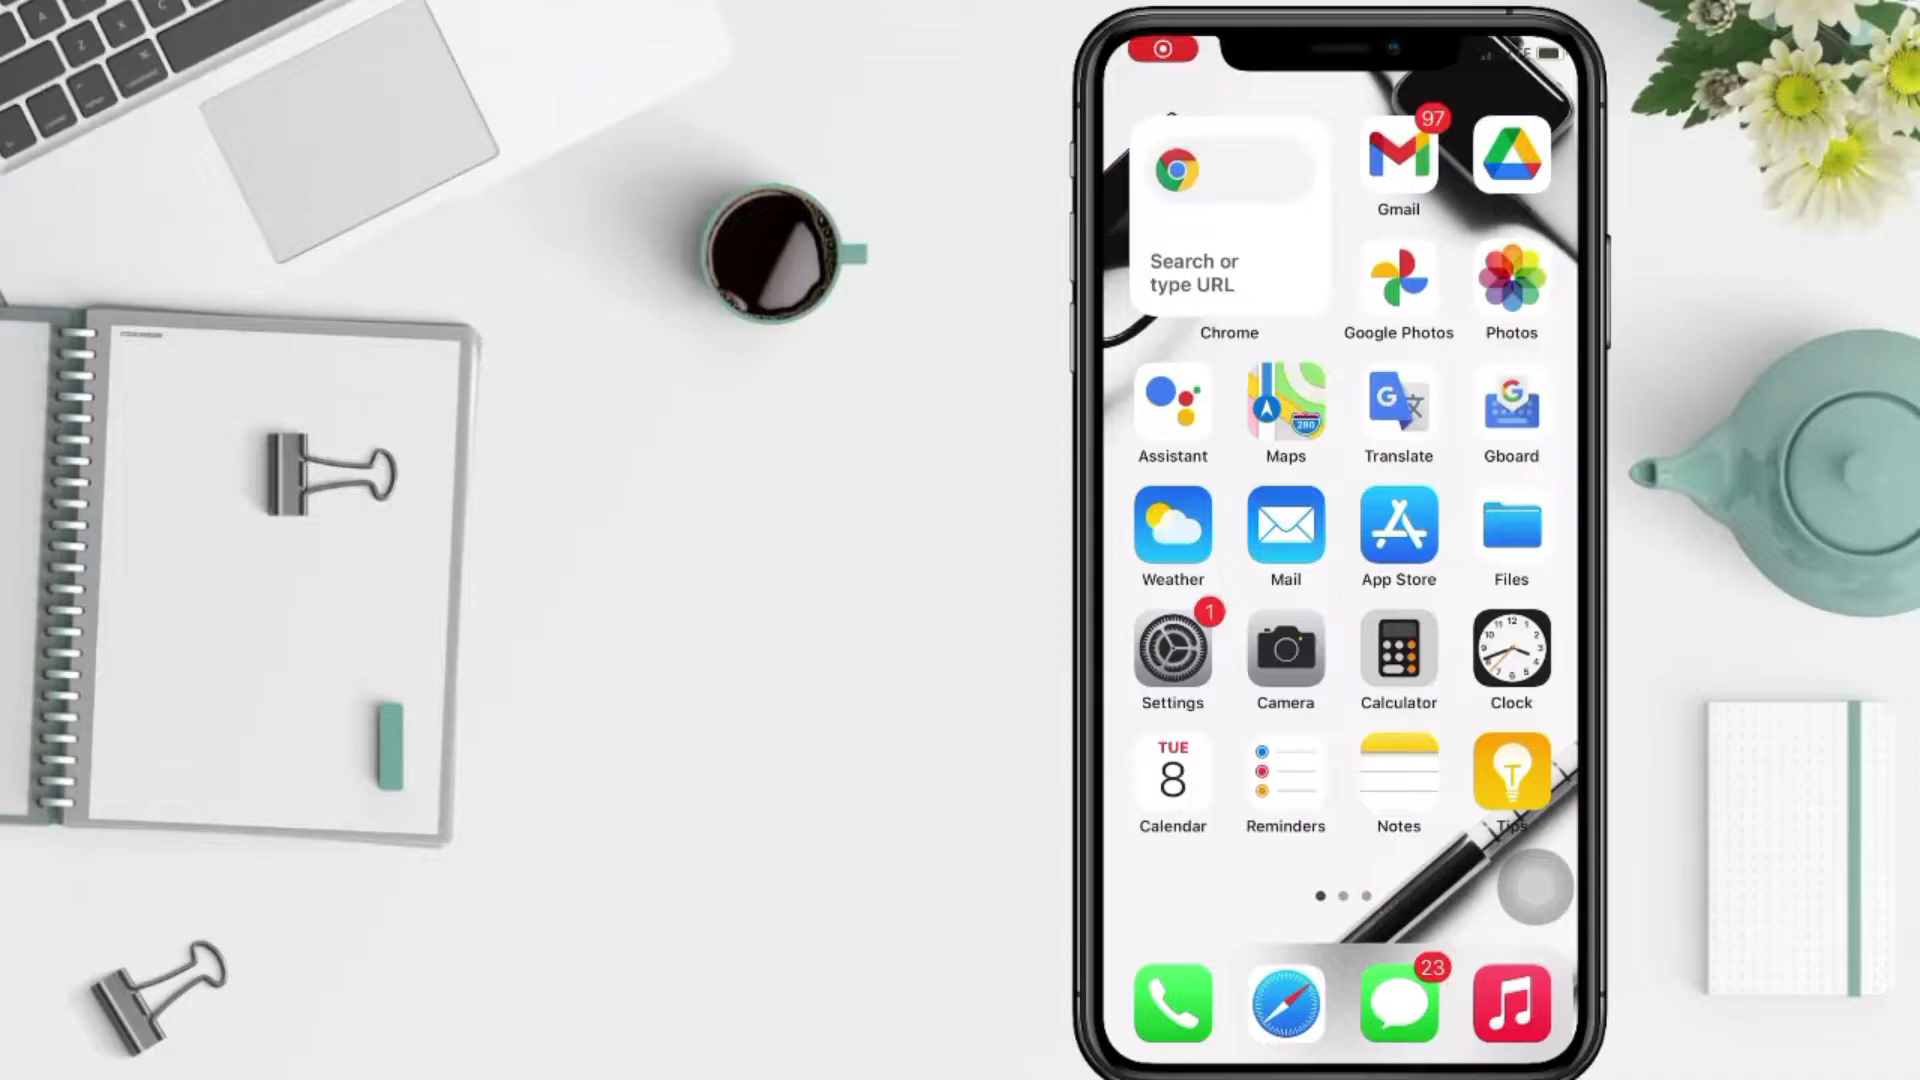 97
Gmail
Search or
type URL
Chrome
Google Photos
Photos
Assistant
Maps
Translate
Gboard
280
Weather
Mail
App Store
Files
1
Settings
Camera
Calculator
Clock
TUE
8
Calendar
Reminders
Notes
Tips
23